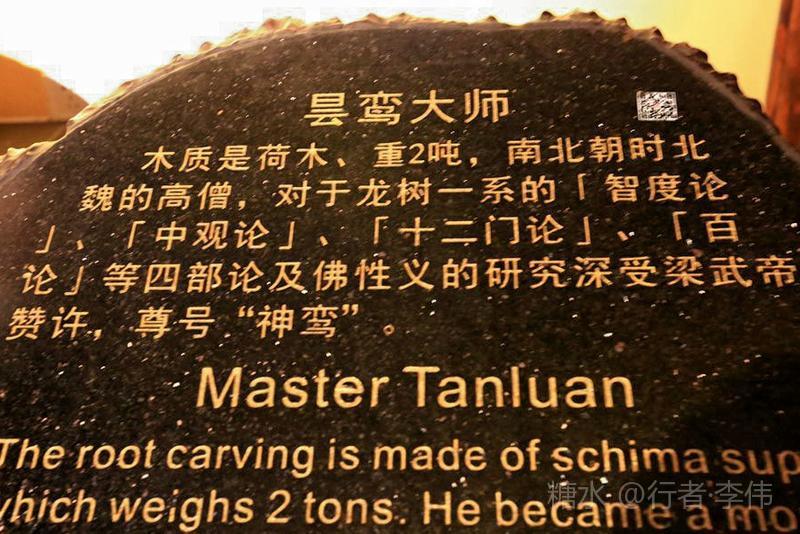 昙鸾大师
木质是荷木、重2吨，南北朝时北
魏的高僧，对于龙树一系的「智度论
」、「中观论」、「十二门论」、「百
论」等四部论及佛性义的研究深受梁武帝
赞许，尊号“神鸾”。
Master Tanluan
The root carving is made of schima sup
which weighs 2 tons. He became a mo
糖水 @行者·李伟